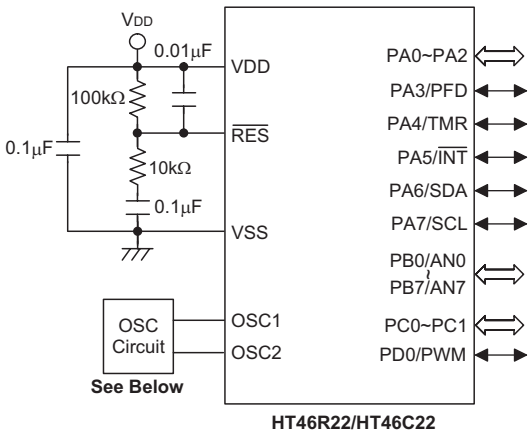 VDD
0.01μF
100kΩ
0.1μF
10kΩ
0.1μF
VDD
RES
VSS
OSC Circuit
See Below
OSC1
OSC2
PA0~PA2
PA3/PFD
PA4/TMR
PA5/INT
PA6/SDA
PA7/SCL
PB0/AN0
~
PB7/AN7
PC0~PC1
PD0/PWM
HT46R22/HT46C22